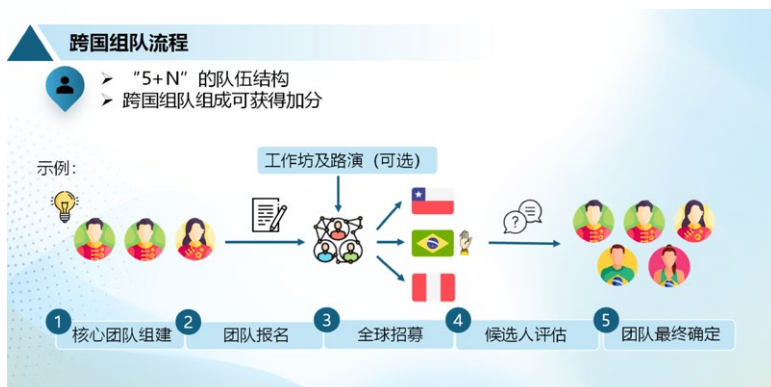 跨国组队流程
➢ “5+N”的队伍结构
➢ 跨国组队组成可获得加分
示例：
工作坊及路演（可选）
1 核心团队组建
2 团队报名
3 全球招募
4 候选人评估
5 团队最终确定